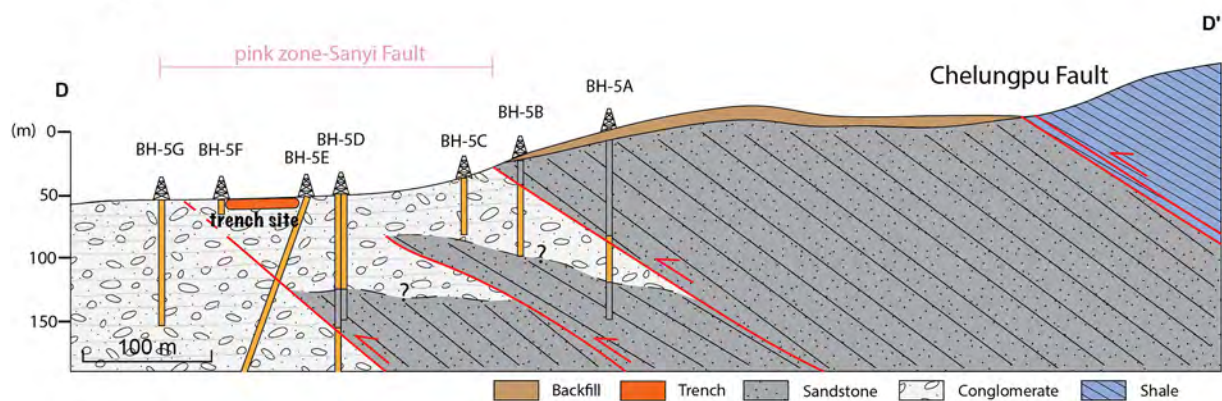 D'
pink zone-Sanyi Fault
Chelungpu Fault
D
BH-5A
BH-5B
(m) 0
BH-5D
BH-5C
BH-5G BH-5F
BH-5E
50
trench site
100
?
?
150
100 m
Backfill Trench Sandstone Conglomerate Shale